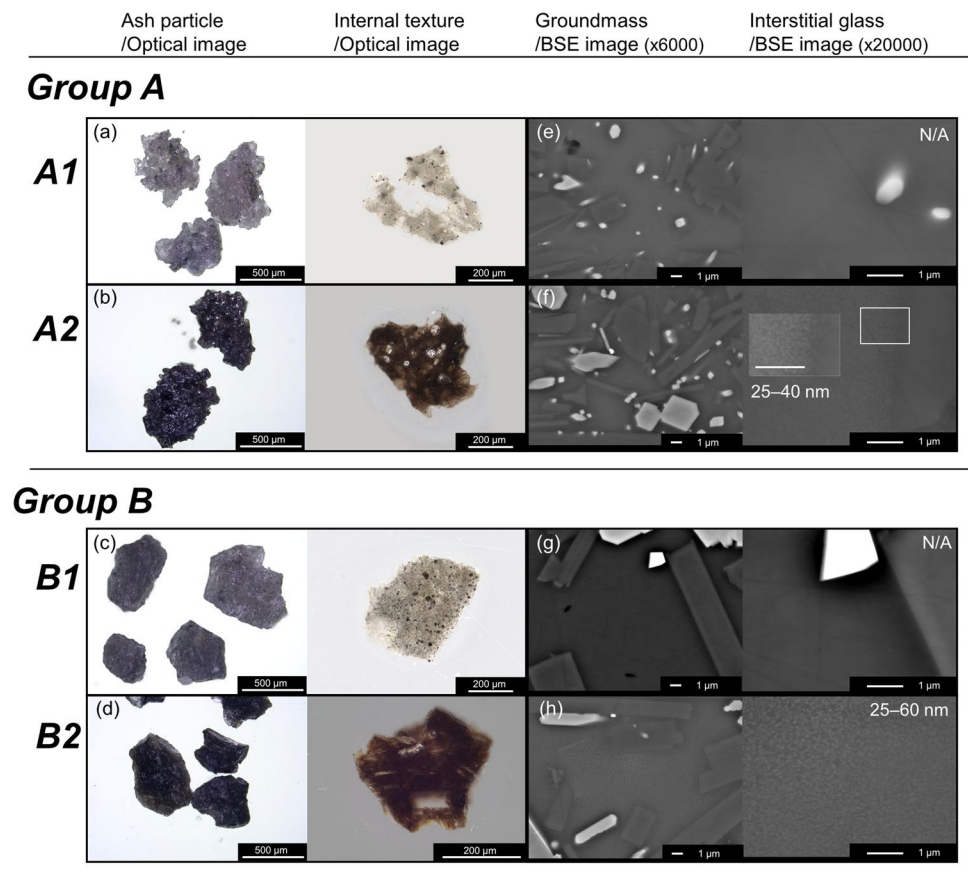 Ash particle
/Optical image
Internal texture
/Optical image
Groundmass
/BSE image (x6000)
Interstitial glass
/BSE image (x20000)
Group A
A1
(a)
500 µm
200 µm
(e)
1 µm
N/A
1 µm
A2
(b)
500 µm
200 µm
(f)
1 µm
25–40 nm
1 µm
Group B
B1
(c)
500 µm
200 µm
(g)
1 µm
N/A
1 µm
B2
(d)
500 µm
200 µm
(h)
1 µm
25–60 nm
1 µm